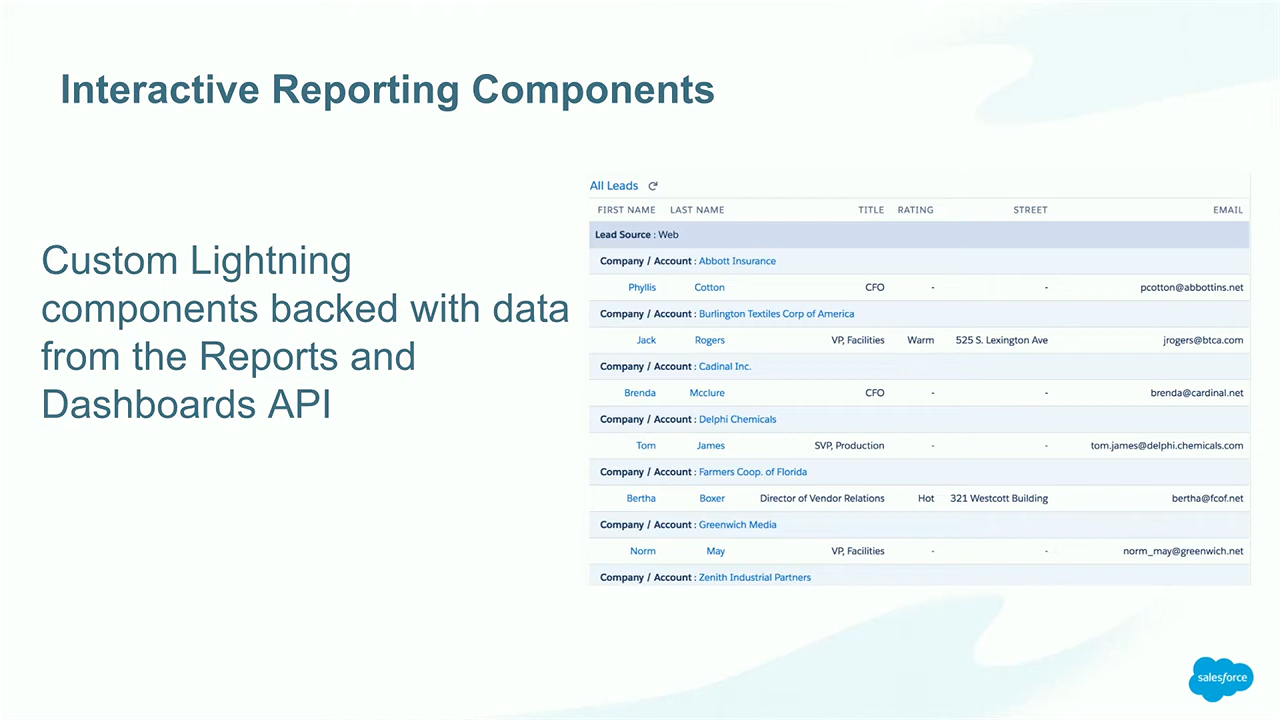 Interactive Reporting Components
Custom Lightning
components backed with data
from the Reports and
Dashboards API
All Leads
FIRST NAME LAST NAME TITLE RATING STREET EMAIL
Lead Source : Web
Company / Account : Abbott Insurance
Phyllis Cotton CFO - - pcotton@abbottins.net
Company / Account : Burlington Textiles Corp of America
Jack Rogers VP, Facilities Warm 525 S. Lexington Ave jrogers@btca.com
Company / Account : Cadinal Inc.
Brenda Mcclure CFO - - brenda@cardinal.net
Company / Account : Delphi Chemicals
Tom James SVP, Production - - tom.james@delphi.chemicals.com
Company / Account : Farmers Coop. of Florida
Bertha Boxer Director of Vendor Relations Hot 321 Westcott Building bertha@fcof.net
Company / Account : Greenwich Media
Norm May VP, Facilities - - norm_may@greenwich.net
Company / Account : Zenith Industrial Partners
salesforce